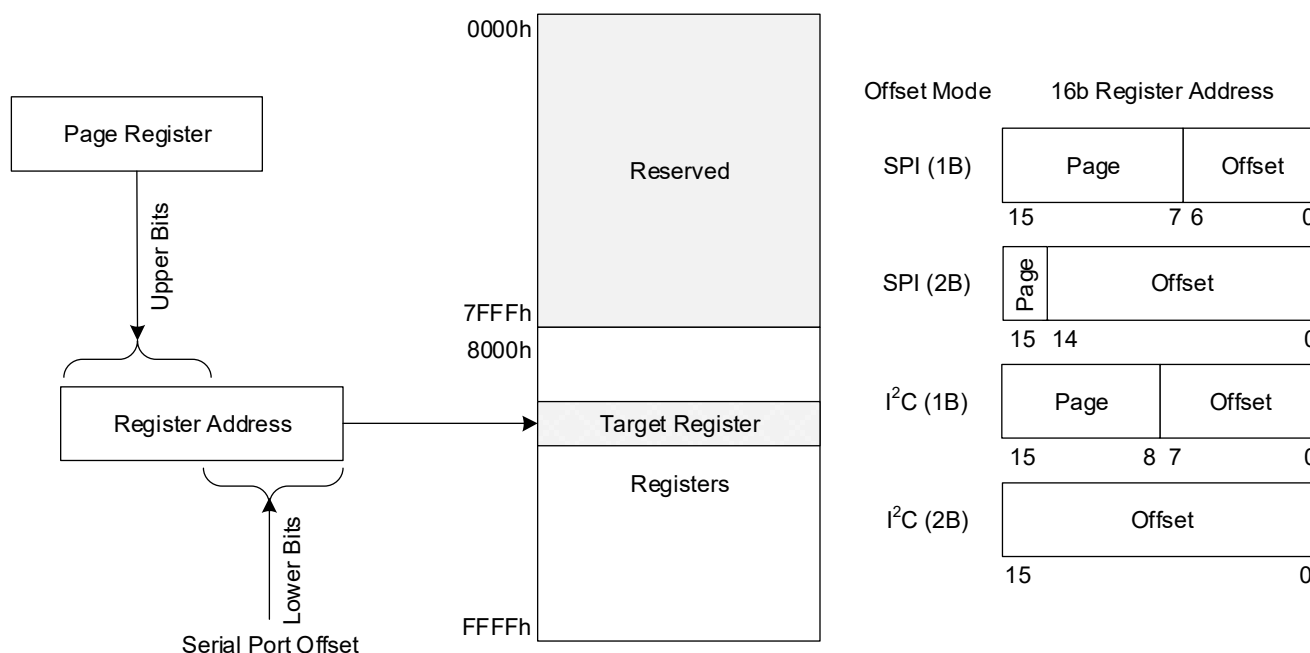 Page Register
Upper Bits
Register Address
Lower Bits
Serial Port Offset
0000h
Reserved
7FFFh
8000h
Target Register
Registers
FFFFh
Offset Mode 16b Register Address
SPI (1B) Page Offset
15 7 6 0
SPI (2B) Page Offset
15 14 0
I²C (1B) Page Offset
15 8 7 0
I²C (2B) Offset
15 0